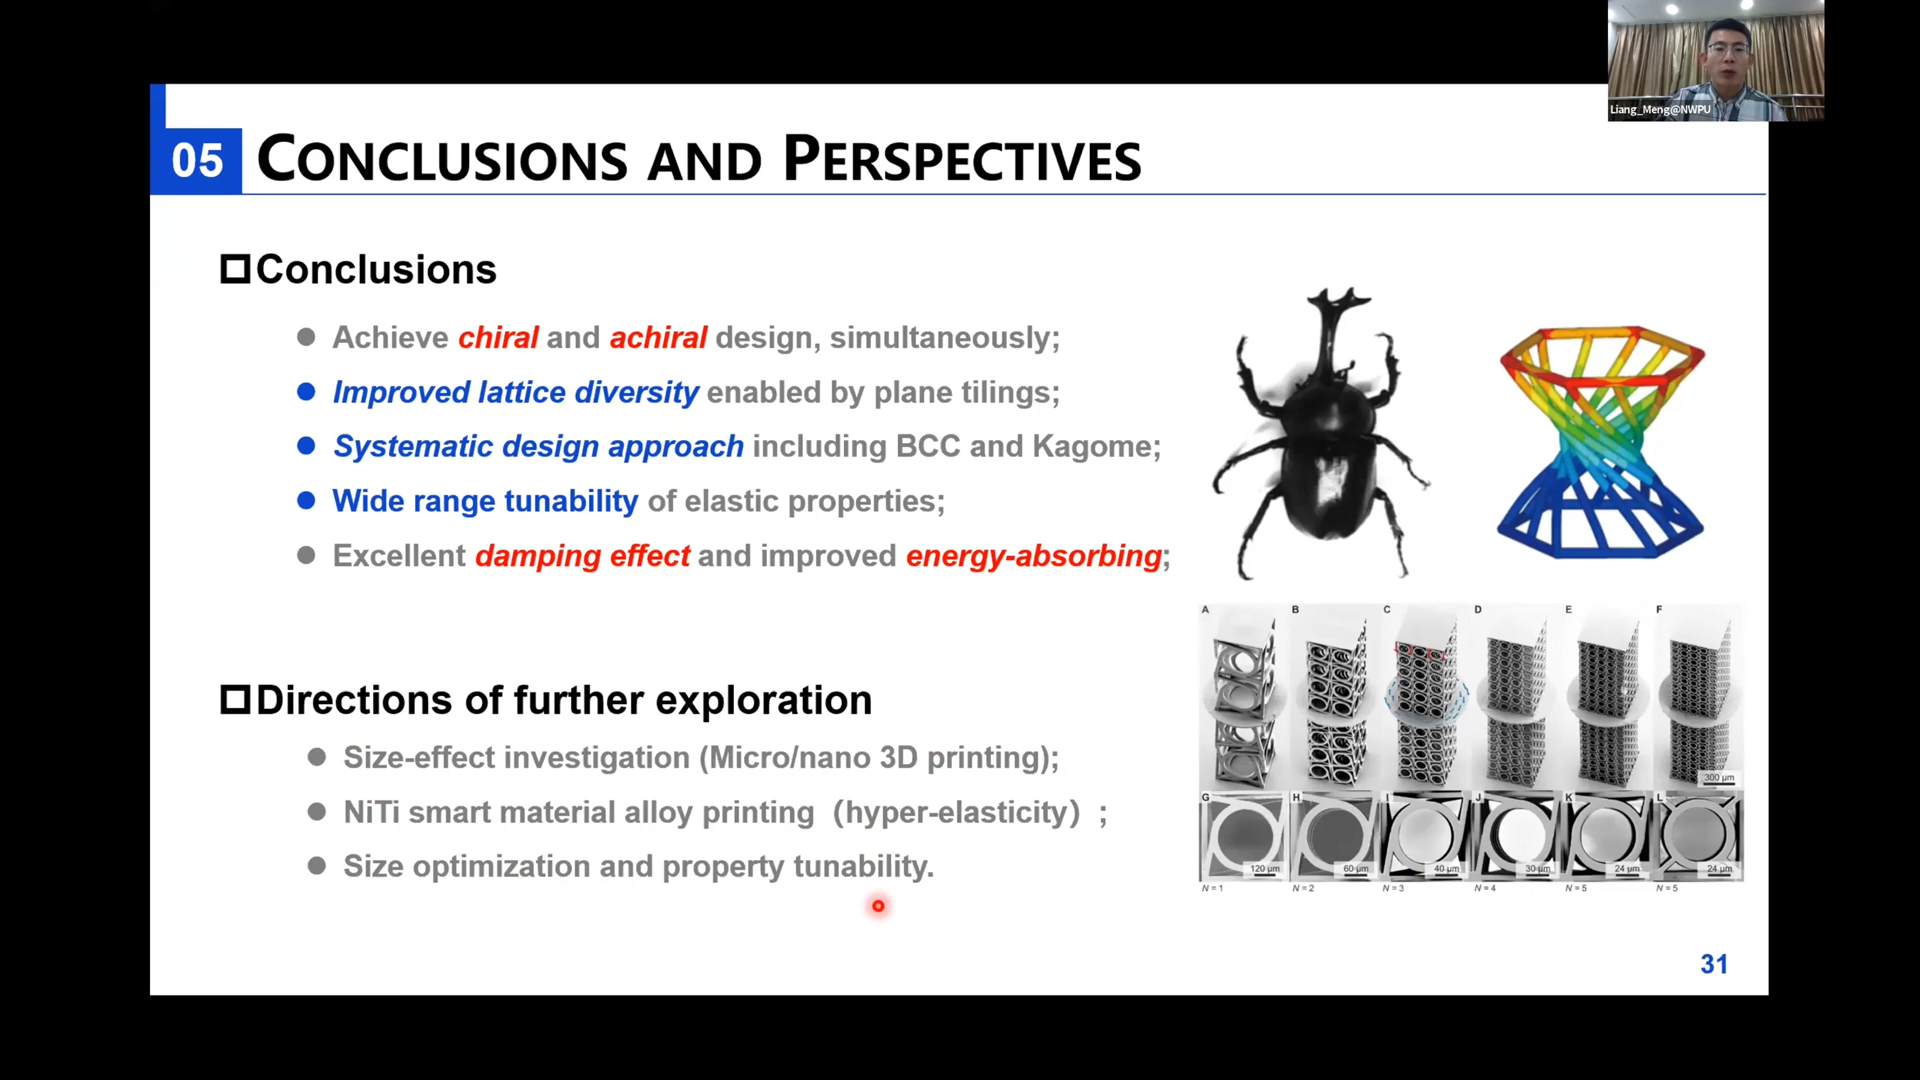 Liang_Meng@NWPU
05 CONCLUSIONS AND PERSPECTIVES
Conclusions
Achieve chiral and achiral design, simultaneously;
Improved lattice diversity enabled by plane tilings;
Systematic design approach including BCC and Kagome;
Wide range tunability of elastic properties;
Excellent damping effect and improved energy-absorbing;
Directions of further exploration
Size-effect investigation (Micro/nano 3D printing);
NiTi smart material alloy printing（hyper-elasticity）;
Size optimization and property tunability.
A B C D E F
300 μm
G H I J K L
120 μm 60 μm 40 μm 30 μm 24 μm 24 μm
N = 1 N = 2 N = 3 N = 4 N = 5 N = 5
31